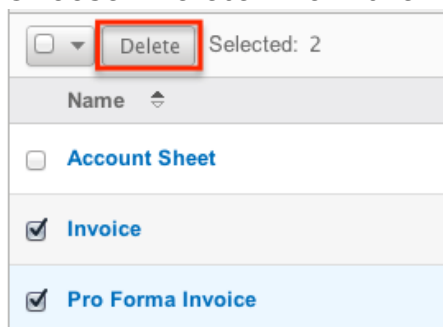 Delete Selected: 2
Name
Account Sheet
Invoice
Pro Forma Invoice